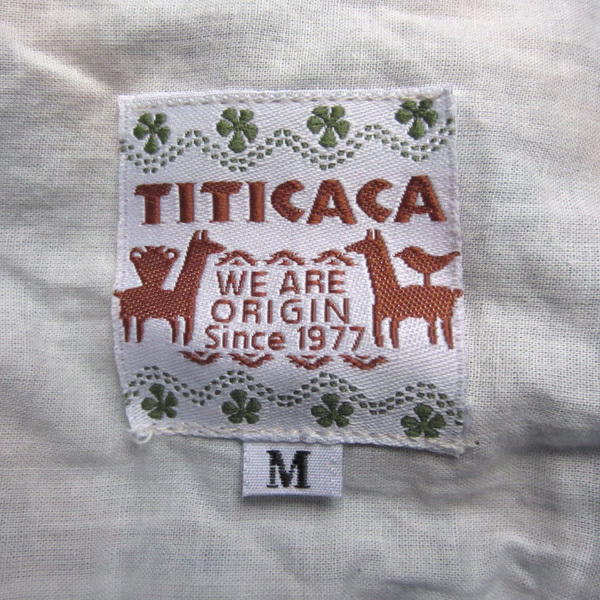 TITICACA
WE ARE
ORIGIN
Since 1977
M